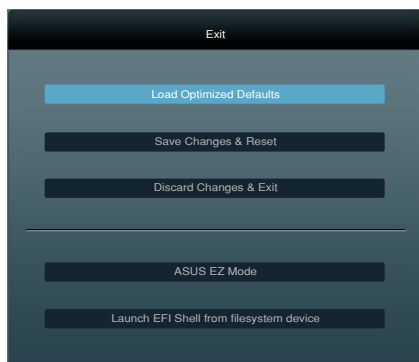 Exit
Load Optimized Defaults
Save Changes & Reset
Discard Changes & Exit
ASUS EZ Mode
Launch EFI Shell from filesystem device